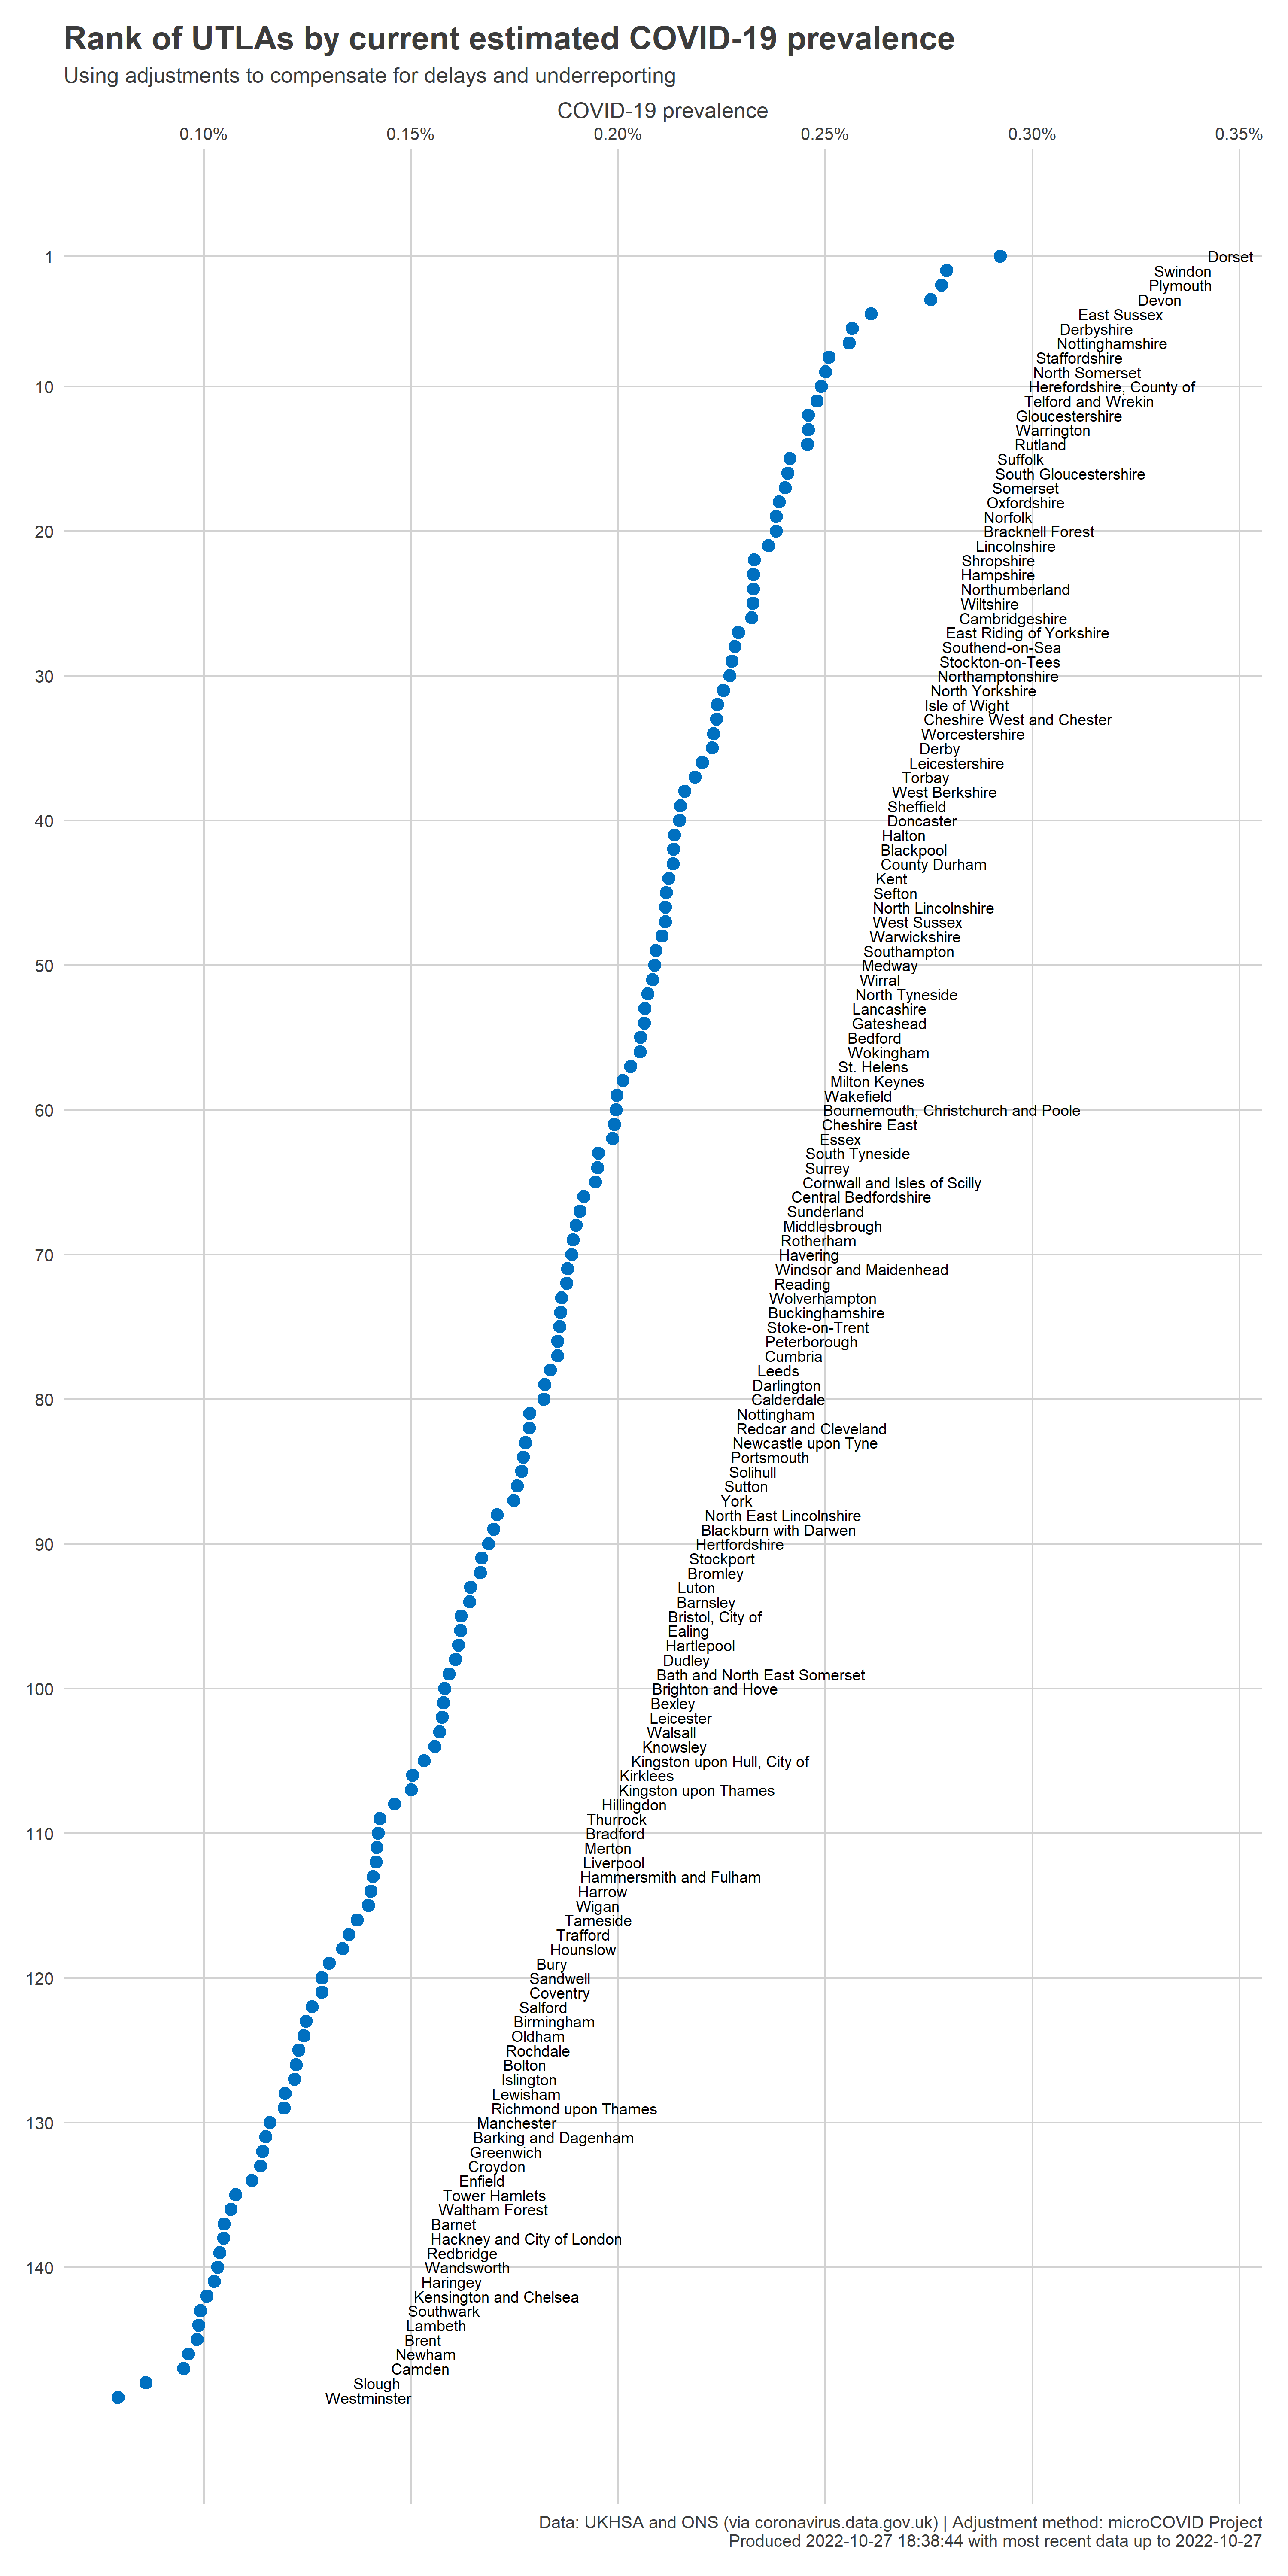 Rank of UTLAs by current estimated COVID-19 prevalence
Using adjustments to compensate for delays and underreporting
COVID-19 prevalence
0.10% 0.15% 0.20% 0.25% 0.30% 0.35%
1 Dorset
Swindon
Plymouth
Devon
East Sussex
Derbyshire
Nottinghamshire
Staffordshire
North Somerset
10 Herefordshire, County of
Telford and Wrekin
Gloucestershire
Warrington
Rutland
Suffolk
South Gloucestershire
Somerset
Oxfordshire
Norfolk
20 Bracknell Forest
Lincolnshire
Shropshire
Hampshire
Northumberland
Wiltshire
Cambridgeshire
East Riding of Yorkshire
Southend-on-Sea
Stockton-on-Tees
30 Northamptonshire
North Yorkshire
Isle of Wight
Cheshire West and Chester
Worcestershire
Derby
Leicestershire
Torbay
West Berkshire
Sheffield
40 Doncaster
Halton
Blackpool
County Durham
Kent
Sefton
North Lincolnshire
West Sussex
Warwickshire
Southampton
50 Medway
Wirral
North Tyneside
Lancashire
Gateshead
Bedford
Wokingham
St. Helens
Milton Keynes
Wakefield
60 Bournemouth, Christchurch and Poole
Cheshire East
Essex
South Tyneside
Surrey
Cornwall and Isles of Scilly
Central Bedfordshire
Sunderland
Middlesbrough
Rotherham
70 Havering
Windsor and Maidenhead
Reading
Wolverhampton
Buckinghamshire
Stoke-on-Trent
Peterborough
Cumbria
Leeds
Darlington
80 Calderdale
Nottingham
Redcar and Cleveland
Newcastle upon Tyne
Portsmouth
Solihull
Sutton
York
North East Lincolnshire
Blackburn with Darwen
90 Hertfordshire
Stockport
Bromley
Luton
Barnsley
Bristol, City of
Ealing
Hartlepool
Dudley
Bath and North East Somerset
100 Brighton and Hove
Bexley
Leicester
Walsall
Knowsley
Kingston upon Hull, City of
Kirklees
Kingston upon Thames
Hillingdon
Thurrock
110 Bradford
Merton
Liverpool
Hammersmith and Fulham
Harrow
Wigan
Tameside
Trafford
Hounslow
Bury
120 Sandwell
Coventry
Salford
Birmingham
Oldham
Rochdale
Bolton
Islington
Lewisham
Richmond upon Thames
130 Manchester
Barking and Dagenham
Greenwich
Croydon
Enfield
Tower Hamlets
Waltham Forest
Barnet
Hackney and City of London
Redbridge
140 Wandsworth
Haringey
Kensington and Chelsea
Southwark
Lambeth
Brent
Newham
Camden
Slough
Westminster
Data: UKHSA and ONS (via coronavirus.data.gov.uk) | Adjustment method: microCOVID Project
Produced 2022-10-27 18:38:44 with most recent data up to 2022-10-27